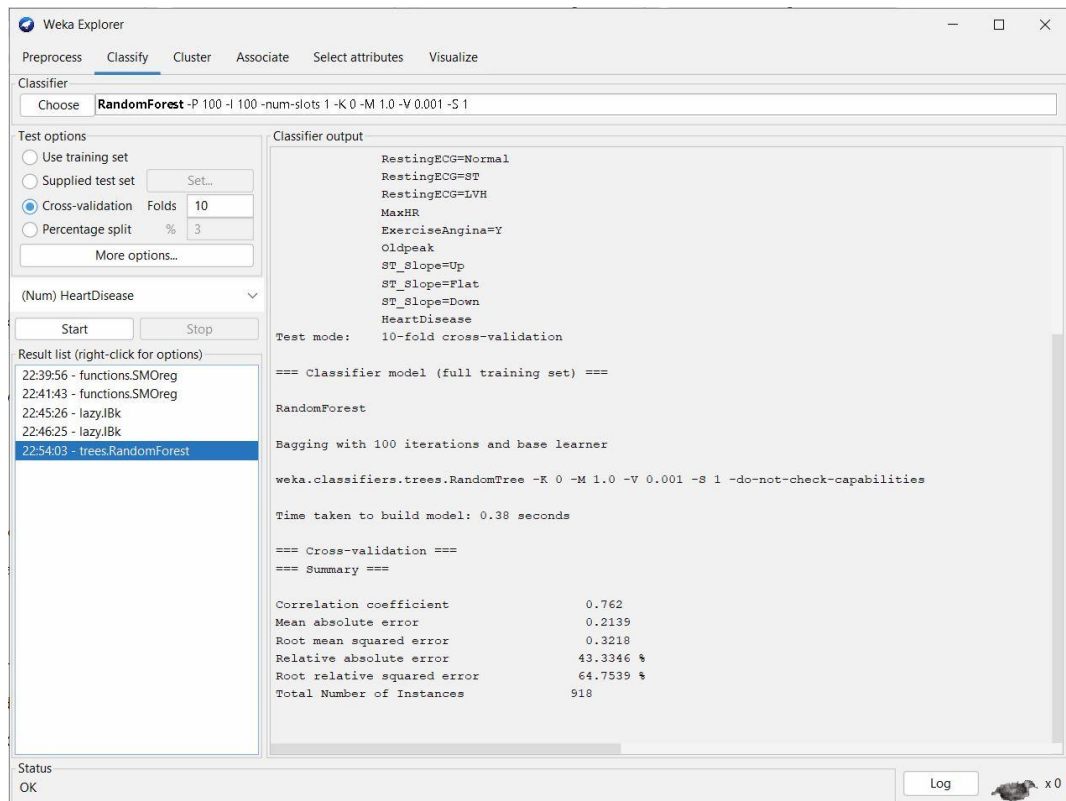 Weka Explorer
Preprocess Classify Cluster Associate Select attributes Visualize
Classifier
Choose RandomForest -P 100 -I 100 -num-slots 1 -K 0 -M 1.0 -V 0.001 -S 1
Test options
Use training set
Supplied test set Set...
Cross-validation Folds 10
Percentage split % 3
More options...
(Num) HeartDisease
Start Stop
Result list (right-click for options)
22:39:56 - functions.SMOreg
22:41:43 - functions.SMOreg
22:45:26 - lazy.IBk
22:46:25 - lazy.IBk
22:54:03 - trees.RandomForest
Classifier output
RestingECG=Normal
RestingECG=ST
RestingECG=LVH
MaxHR
ExerciseAngina=Y
Oldpeak
ST_Slope=Up
ST_Slope=Flat
ST_Slope=Down
HeartDisease
Test mode: 10-fold cross-validation
=== Classifier model (full training set) ===
RandomForest
Bagging with 100 iterations and base learner
weka.classifiers.trees.RandomTree -K 0 -M 1.0 -V 0.001 -S 1 -do-not-check-capabilities
Time taken to build model: 0.38 seconds
=== Cross-validation ===
=== Summary ===
Correlation coefficient 0.762
Mean absolute error 0.2139
Root mean squared error 0.3218
Relative absolute error 43.3346 %
Root relative squared error 64.7539 %
Total Number of Instances 918
Status
OK
Log x 0